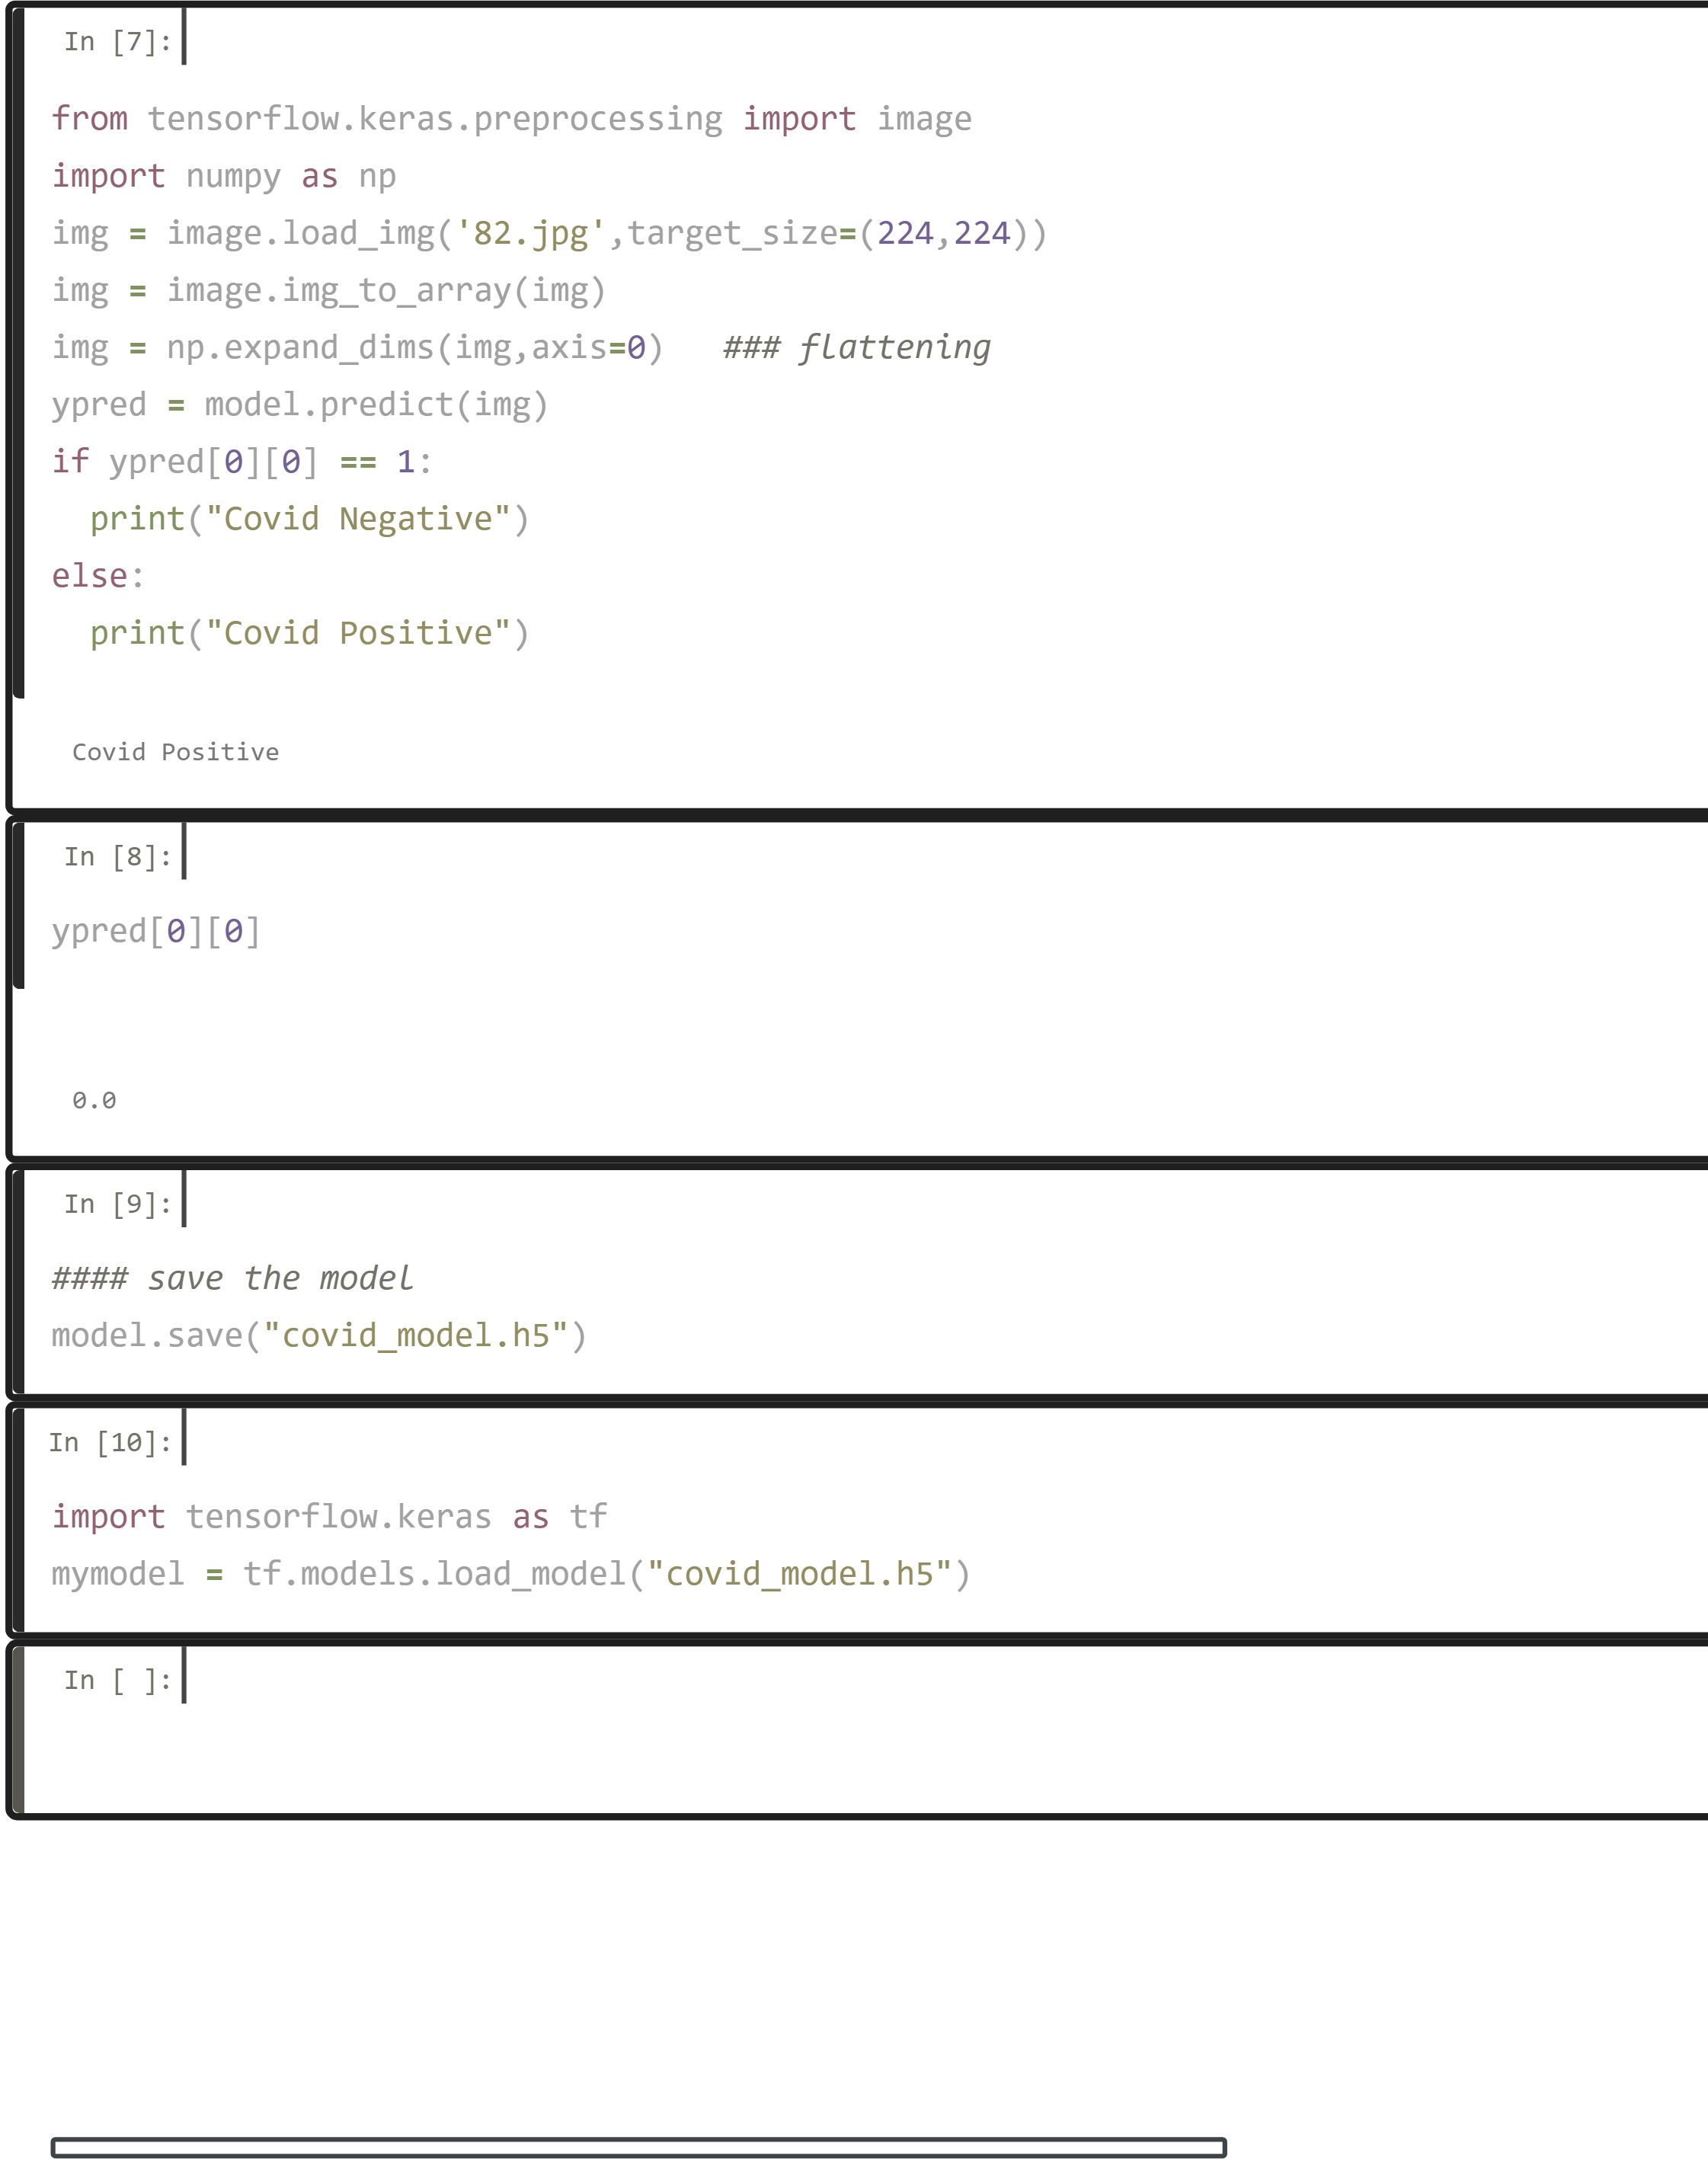 In [7]:
from tensorflow.keras.preprocessing import image
import numpy as np
img = image.load_img('82.jpg',target_size=(224,224))
img = image.img_to_array(img)
img = np.expand_dims(img,axis=0)   ### flattening
ypred = model.predict(img)
if ypred[0][0] == 1:
  print("Covid Negative")
else:
  print("Covid Positive")
Covid Positive
In [8]:
ypred[0][0]
0.0
In [9]:
#### save the model
model.save("covid_model.h5")
In [10]:
import tensorflow.keras as tf
mymodel = tf.models.load_model("covid_model.h5")
In [ ]: